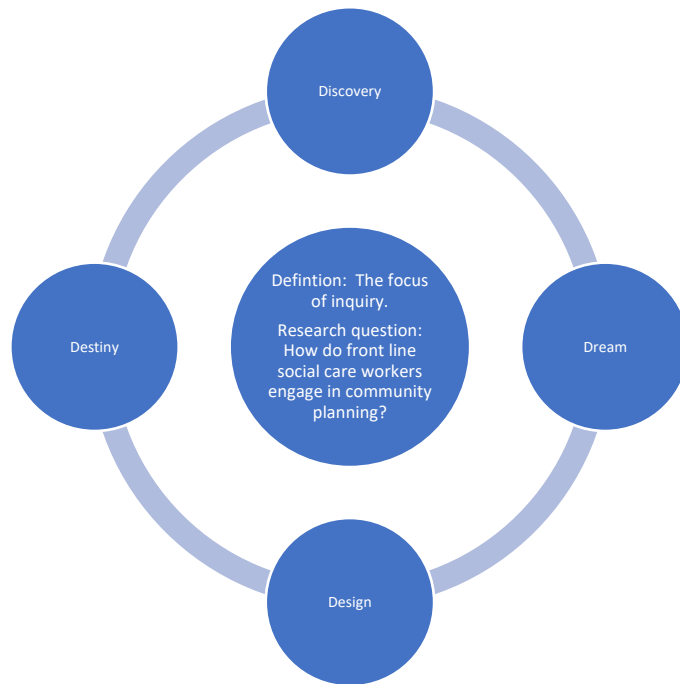 Discovery
Defintion:  The focus
of inquiry.
Research question:
How do front line
social care workers
engage in community
planning?
Destiny
Dream
Design